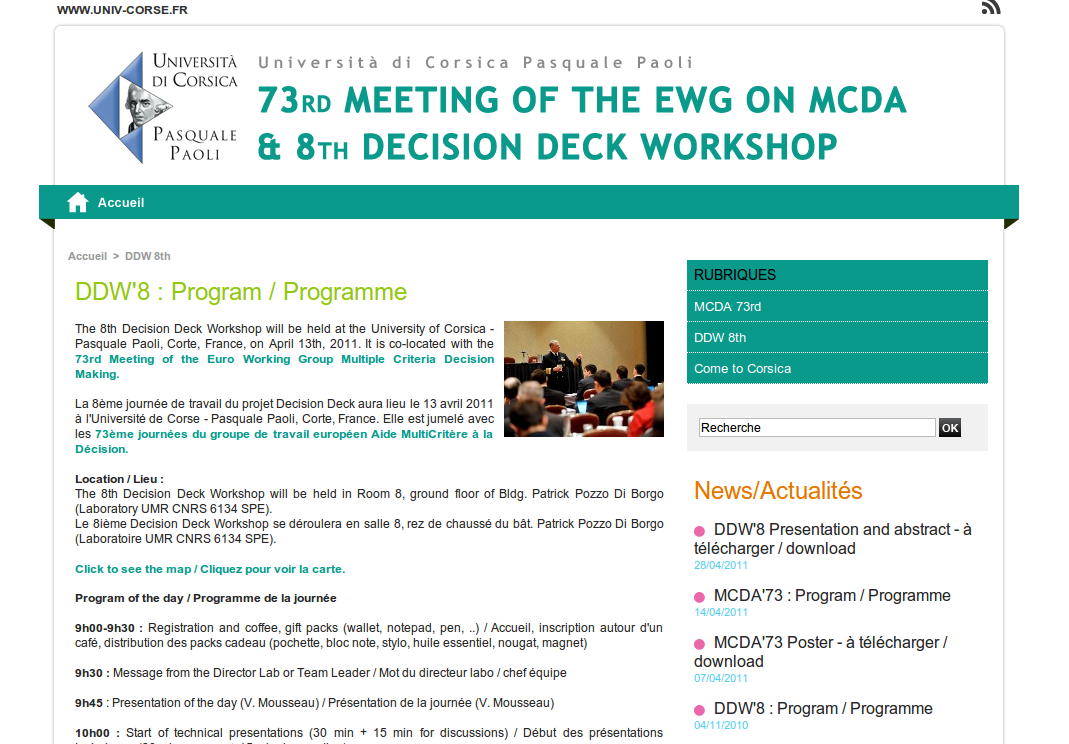 WWW.UNIV-CORSE.FR
UNIVERSITÀ
DI CORSICA
PASQUALE
PAOLI
Università di Corsica Pasquale Paoli
73RD MEETING OF THE EWG ON MCDA
& 8TH DECISION DECK WORKSHOP
Accueil
Accueil > DDW 8th
DDW'8 : Program / Programme
The 8th Decision Deck Workshop will be held at the University of Corsica -
Pasquale Paoli, Corte, France, on April 13th, 2011. It is co-located with the
73rd Meeting of the Euro Working Group Multiple Criteria Decision
Making.
La 8ème journée de travail du projet Decision Deck aura lieu le 13 avril 2011
à l'Université de Corse - Pasquale Paoli, Corte, France. Elle est jumelé avec
les 73ème journées du groupe de travail européen Aide MultiCritère à la
Décision.
Location / Lieu :
The 8th Decision Deck Workshop will be held in Room 8, ground floor of Bldg. Patrick Pozzo Di Borgo
(Laboratory UMR CNRS 6134 SPE).
Le 8ième Decision Deck Workshop se déroulera en salle 8, rez de chaussé du bât. Patrick Pozzo Di Borgo
(Laboratoire UMR CNRS 6134 SPE).
Click to see the map / Cliquez pour voir la carte.
Program of the day / Programme de la journée
9h00-9h30 : Registration and coffee, gift packs (wallet, notepad, pen, ..) / Accueil, inscription autour d'un
café, distribution des packs cadeau (pochette, bloc note, stylo, huile essentiel, nougat, magnet)
9h30 : Message from the Director Lab or Team Leader / Mot du directeur labo / chef équipe
9h45 : Presentation of the day (V. Mousseau) / Présentation de la journée (V. Mousseau)
10h00 : Start of technical presentations (30 min + 15 min for discussions) / Début des présentations
RUBRIQUES
MCDA 73rd
DDW 8th
Come to Corsica
Recherche OK
News/Actualités
DDW'8 Presentation and abstract - à
télécharger / download
28/04/2011
MCDA'73 : Program / Programme
14/04/2011
MCDA'73 Poster - à télécharger /
download
07/04/2011
DDW'8 : Program / Programme
04/11/2010